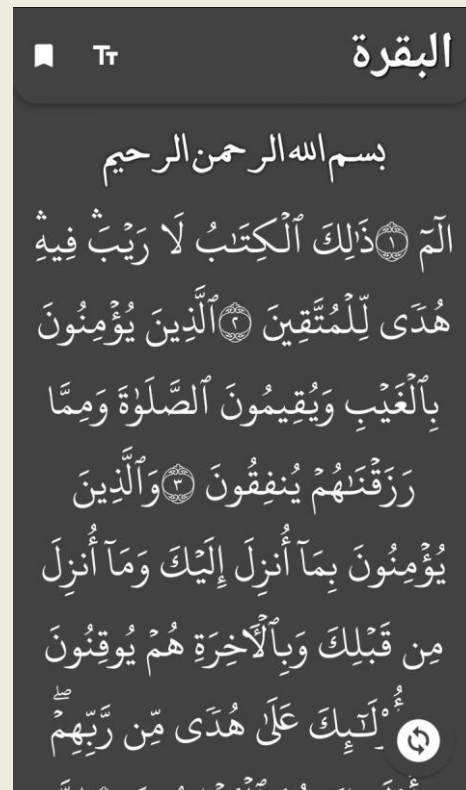 البقرة
Tт
بسم الله الرحمن الرحيم
الٓمٓ ۝١ ذَٰلِكَ ٱلْكِتَٰبُ لَا رَيْبَ ۛ فِيهِ ۛ
هُدًى لِّلْمُتَّقِينَ ۝٢ ٱلَّذِينَ يُؤْمِنُونَ
بِٱلْغَيْبِ وَيُقِيمُونَ ٱلصَّلَوٰةَ وَمِمَّا
رَزَقْنَٰهُمْ يُنفِقُونَ ۝٣ وَٱلَّذِينَ
يُؤْمِنُونَ بِمَآ أُنزِلَ إِلَيْكَ وَمَآ أُنزِلَ
مِن قَبْلِكَ وَبِٱلْءَاخِرَةِ هُمْ يُوقِنُونَ
أُو۟لَٰٓئِكَ عَلَىٰ هُدًى مِّن رَّبِّهِمْ ۖ